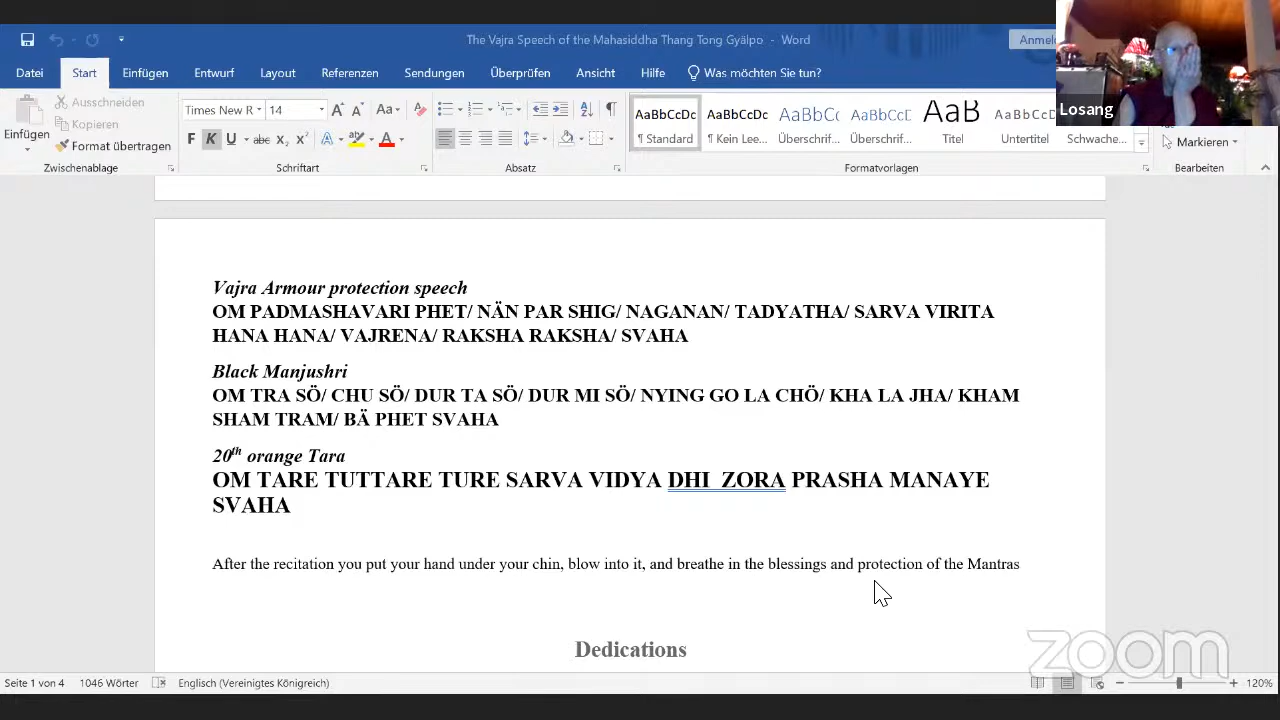 The Vajra Speech of the Mahasiddha Thang Tong Gyälpo - Word
Datei Start Einfügen Entwurf Layout Referenzen Sendungen Überprüfen Ansicht Hilfe Was möchten Sie tun?
Losang
Einfügen
Ausschneiden
Kopieren
Format übertragen
Zwischenablage
Times New R 14
Schriftart
Absatz
AaBbCcDc AaBbCcDc AaBbCc AaBbCcD AaB AaBbCcD
¶ Standard ¶ Kein Lee... Überschrif... Überschrif... Titel Untertitel Schwache...
Formatvorlagen
Markieren
Bearbeiten
Vajra Armour protection speech
OM PADMASHAVARI PHET/ NÄN PAR SHIG/ NAGANAN/ TADYATHA/ SARVA VIRITA
HANA HANA/ VAJRENA/ RAKSHA RAKSHA/ SVAHA
Black Manjushri
OM TRA SÖ/ CHU SÖ/ DUR TA SÖ/ DUR MI SÖ/ NYING GO LA CHÖ/ KHA LA JHA/ KHAM
SHAM TRAM/ BÄ PHET SVAHA
20th orange Tara
OM TARE TUTTARE TURE SARVA VIDYA DHI ZORA PRASHA MANAYE
SVAHA
After the recitation you put your hand under your chin, blow into it, and breathe in the blessings and protection of the Mantras
Dedications
zoom
Seite 1 von 4 1046 Wörter Englisch (Vereinigtes Königreich) 120%